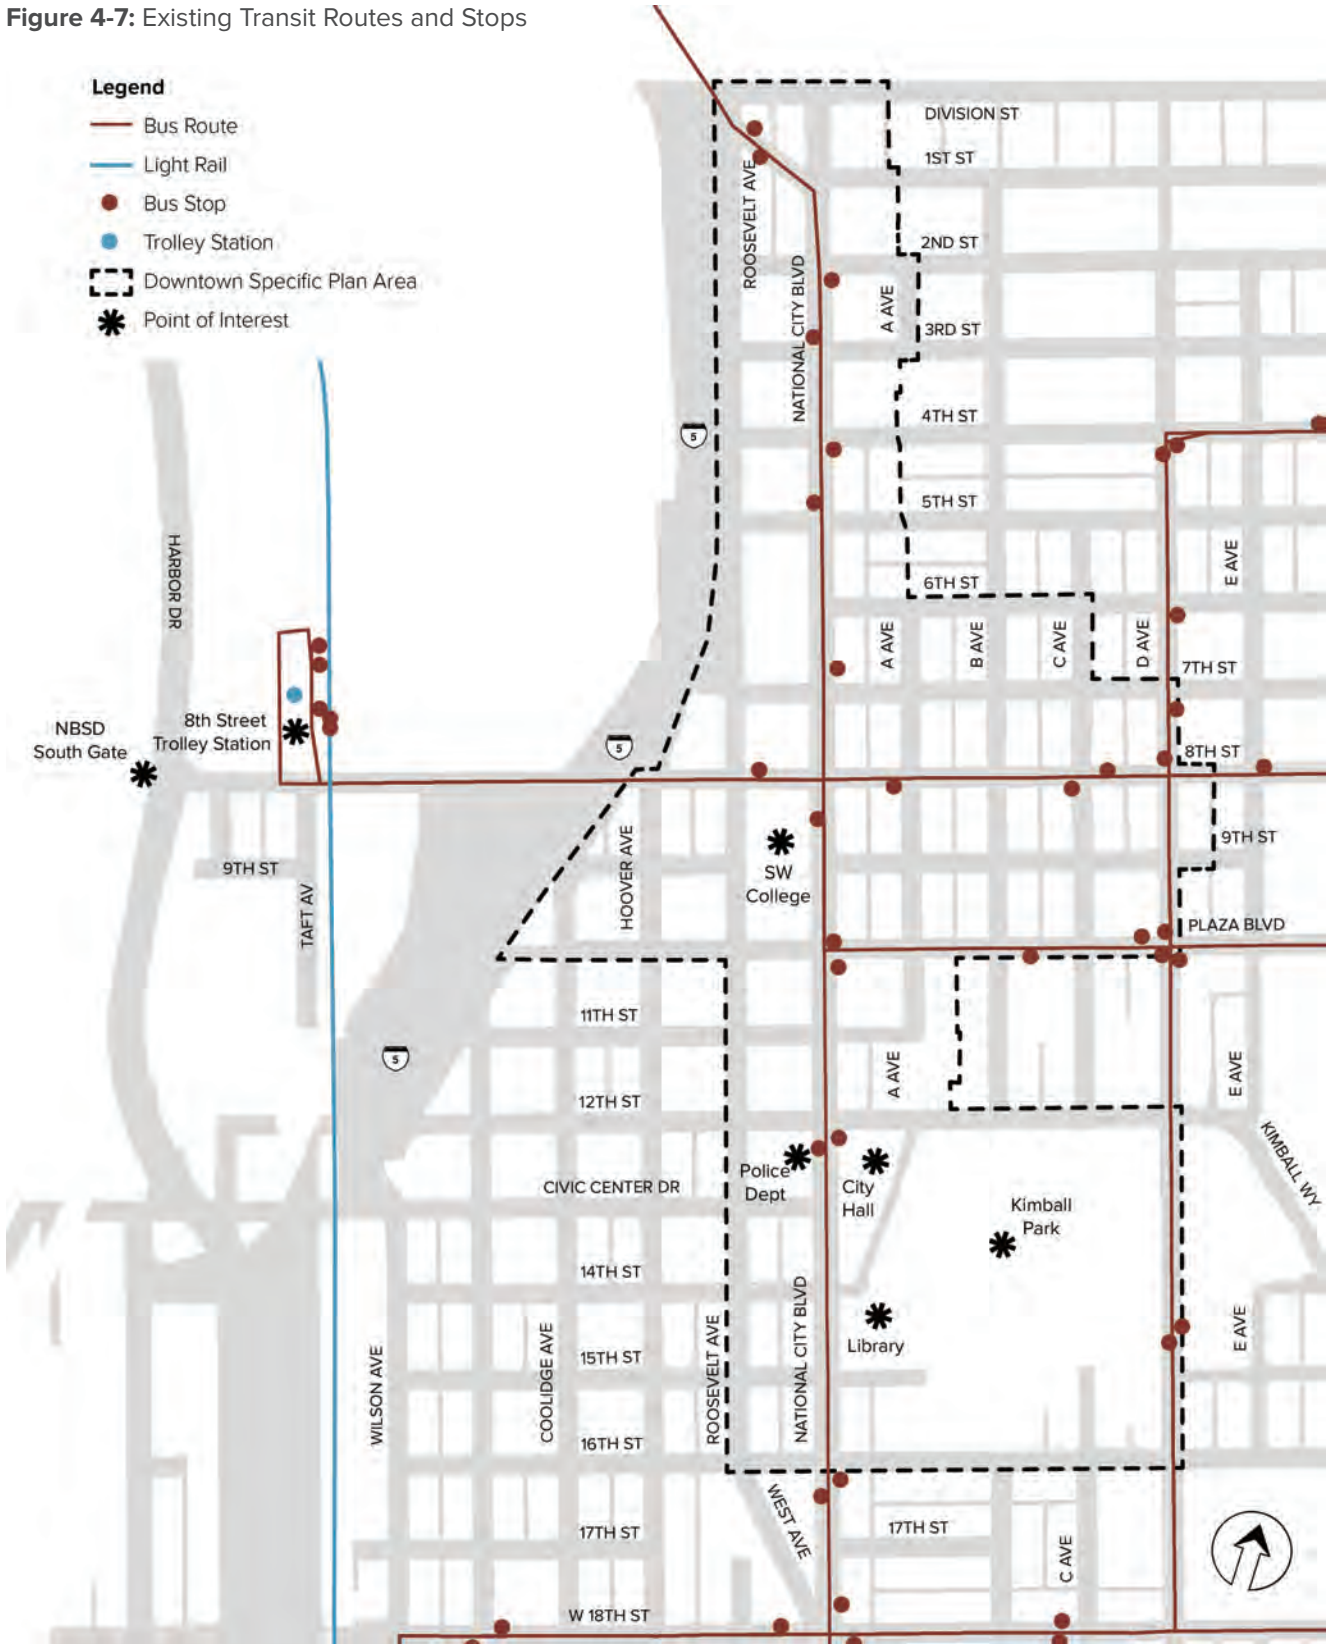 Figure 4-7: Existing Transit Routes and Stops
Legend
Bus Route
Light Rail
Bus Stop
Trolley Station
Downtown Specific Plan Area
Point of Interest
DIVISION ST
1ST ST
ROOSEVELT AVE
2ND ST
NATIONAL CITY BLVD
A AVE
3RD ST
4TH ST
5
5TH ST
HARBOR DR
E AVE
6TH ST
A AVE
B AVE
C AVE
D AVE
7TH ST
NBSD
South Gate
8th Street
Trolley Station
5
8TH ST
9TH ST
HOOVER AVE
SW
College
9TH ST
TAFT AV
PLAZA BLVD
11TH ST
5
A AVE
E AVE
12TH ST
KIMBALL WY
Police
Dept
City
Hall
CIVIC CENTER DR
Kimball
Park
14TH ST
NATIONAL CITY BLVD
Library
ROOSEVELT AVE
E AVE
15TH ST
COOLIDGE AVE
WILSON AVE
16TH ST
WEST AVE
17TH ST
17TH ST
C AVE
W 18TH ST